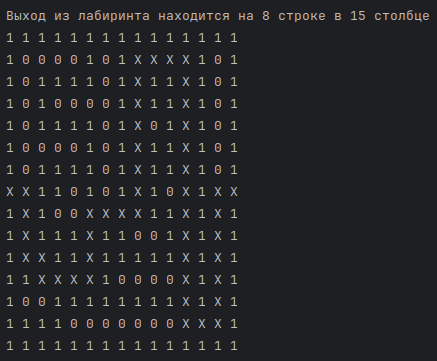 Выход из лабиринта находится на 8 строке в 15 столбце
1 1 1 1 1 1 1 1 1 1 1 1 1 1 1
1 0 0 0 0 1 0 1 X X X X 1 0 1
1 0 1 1 1 1 0 1 X 1 1 X 1 0 1
1 0 1 0 0 0 0 1 X 1 1 X 1 0 1
1 0 1 1 1 1 0 1 X 0 1 X 1 0 1
1 0 0 0 0 1 0 1 X 1 1 X 1 0 1
1 0 1 1 1 1 0 1 X 1 1 X 1 0 1
X X 1 1 0 1 0 1 X 1 0 X 1 X X
1 X 1 0 0 X X X X 1 1 X 1 X 1
1 X 1 1 1 X 1 1 0 0 1 X 1 X 1
1 X X 1 1 X 1 1 1 1 1 X 1 X 1
1 1 X X X X 1 0 0 0 0 X 1 X 1
1 0 0 1 1 1 1 1 1 1 1 X 1 X 1
1 1 1 1 0 0 0 0 0 0 0 X X X 1
1 1 1 1 1 1 1 1 1 1 1 1 1 1 1